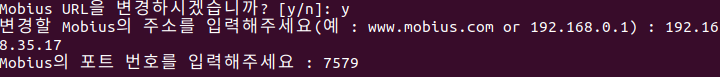 Mobius URL을 변경하시겠습니까? [y/n]: y
변경할 Mobius의 주소를 입력해주세요(예 : www.mobius.com or 192.168.0.1) : 192.16
8.35.17
Mobius의 포트 번호를 입력해주세요 : 7579